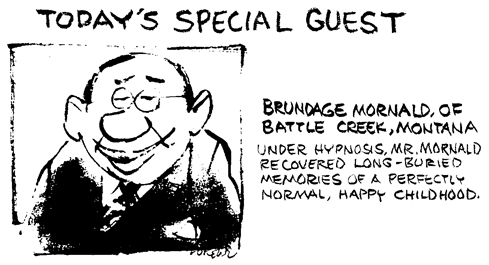 TODAY'S SPECIAL GUEST
BRUNDAGE MORNALD, OF
BATTLE CREEK, MONTANA
UNDER HYPNOSIS, MR. MORNALD
RECOVERED LONG-BURIED
MEMORIES OF A PERFECTLY
NORMAL, HAPPY CHILDHOOD.